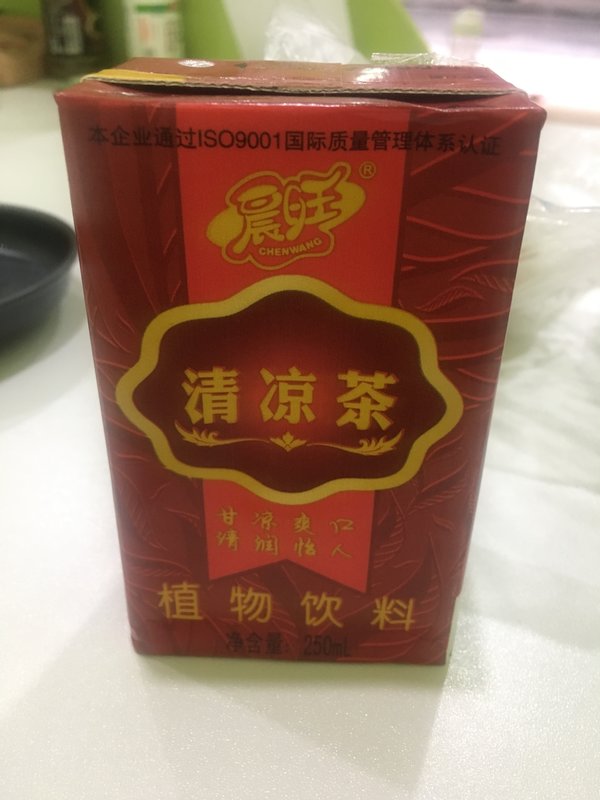 本企业通过ISO9001国际质量管理体系认证
晨旺®
CHENWANG
清凉茶
甘凉爽口
清润怡人
植物饮料
净含量：250mL